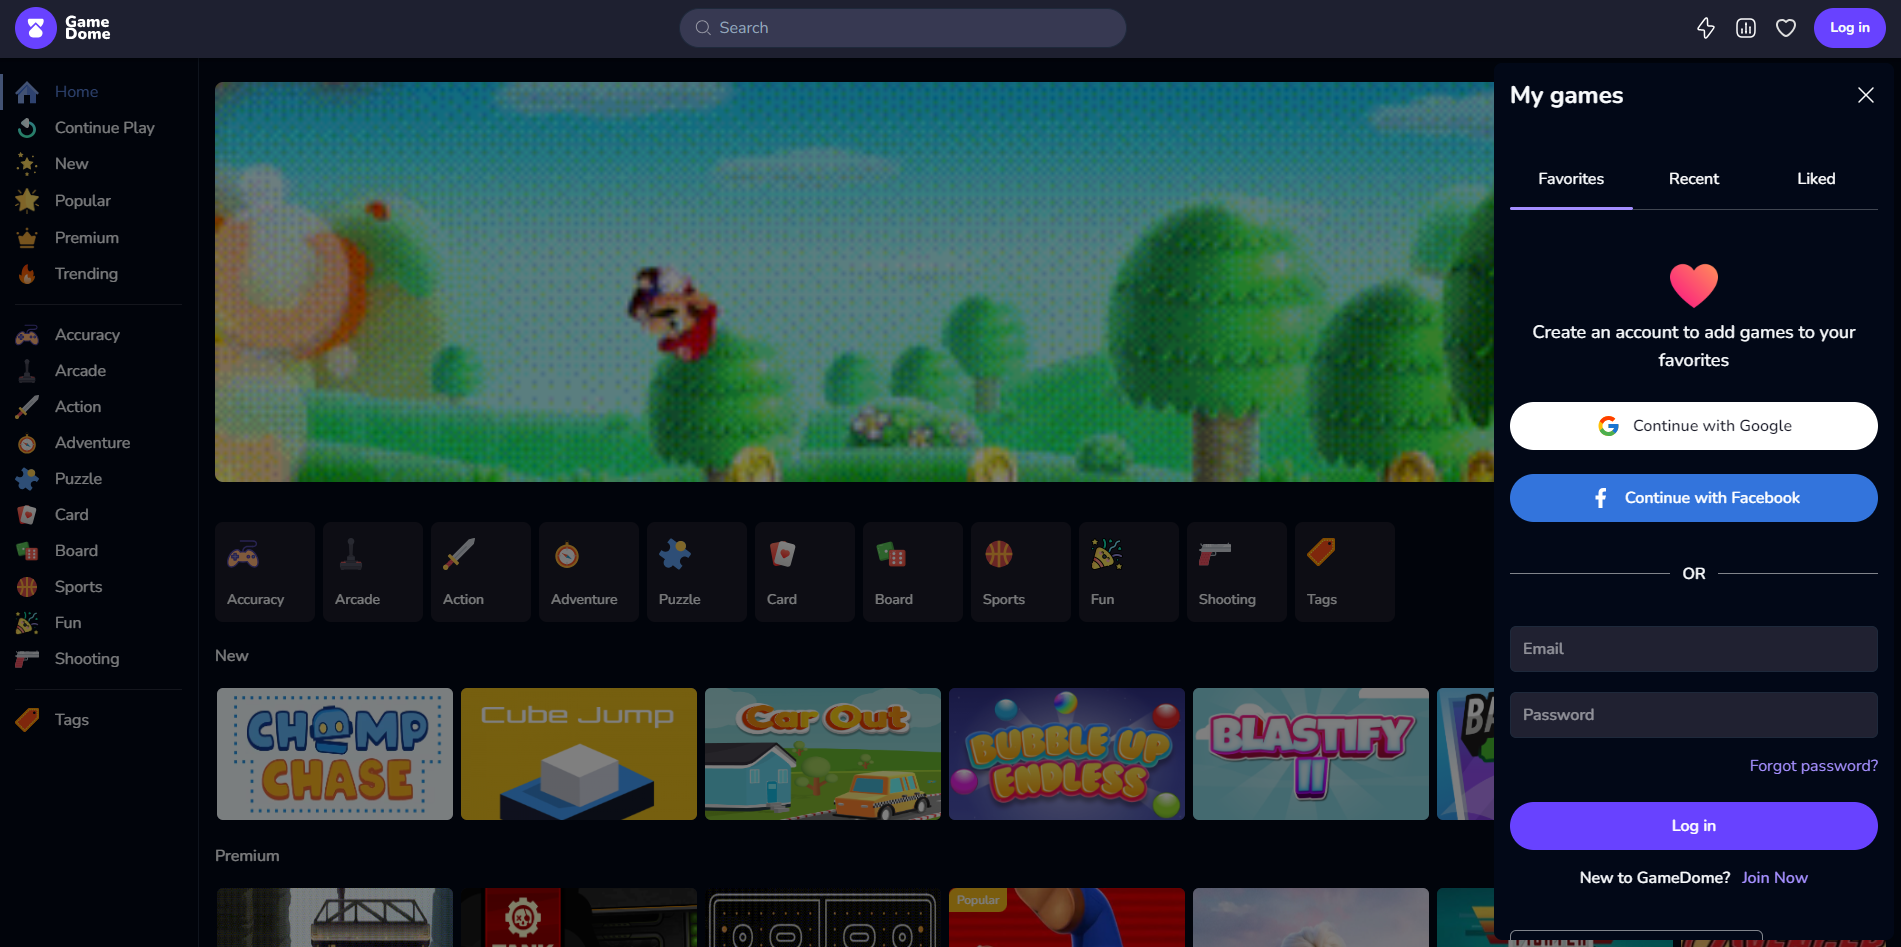 Game
Dome
Search
Log in
Home
Continue Play
New
Popular
Premium
Trending
Accuracy
Arcade
Action
Adventure
Puzzle
Card
Board
Sports
Fun
Shooting
Tags
Accuracy
Arcade
Action
Adventure
Puzzle
Card
Board
Sports
Fun
Shooting
Tags
New
CHOMP
CHASE
Cube Jump
Car Out
BUBBLE UP
ENDLESS
BLASTIFY
II
Premium
TANK
Popular
My games
Favorites
Recent
Liked
Create an account to add games to your
favorites
Continue with Google
Continue with Facebook
OR
Email
Password
Forgot password?
Log in
New to GameDome? Join Now